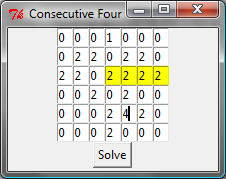 Consecutive Four
0 0 0 1 0 0 0
0 2 2 0 2 2 0
2 2 0 2 2 2 2
0 0 0 2 0 2 0
0 0 0 2 4 2 0
0 0 0 2 0 0 0
Solve